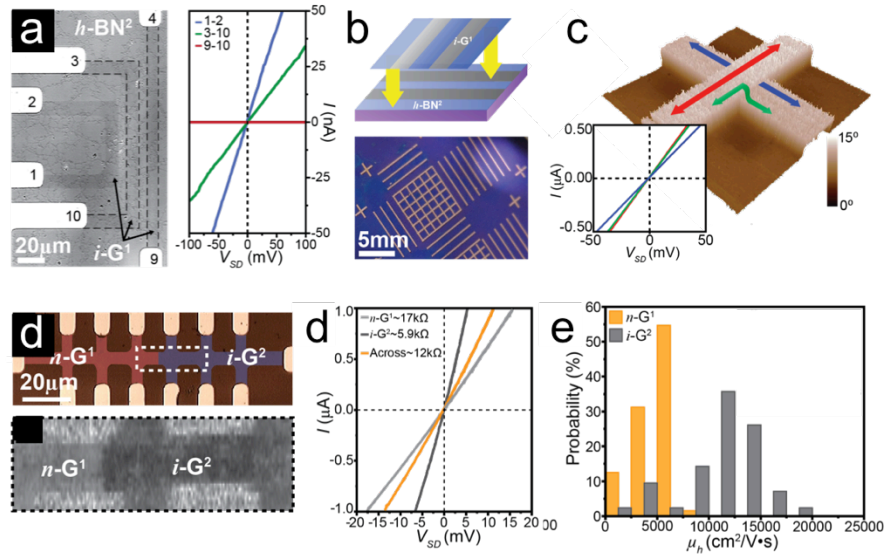 a
h-BN²
4
3
2
1
10
9
i-G¹
20µm
1-2
3-10
9-10
50
25
0
-25
-50
I (nA)
-100
-50
0
50
100
V_SD (mV)
b
i-G¹
h-BN²
5mm
c
15º
0º
0.50
0.00
-0.50
I (µA)
-50
0
50
V_SD (mV)
d
n-G¹
i-G²
20µm
n-G¹
i-G²
d
n-G¹~17kΩ
i-G²~5.9kΩ
Across~12kΩ
1.0
0.5
0.0
-0.5
-1.0
I (µA)
-20
-15
-10
-5
0
5
10
15
20
00
V_SD (mV)
e
n-G¹
i-G²
60
50
40
30
20
10
0
Probability (%)
0
5000
10000
15000
20000
25000
µ_h (cm²/V•s)